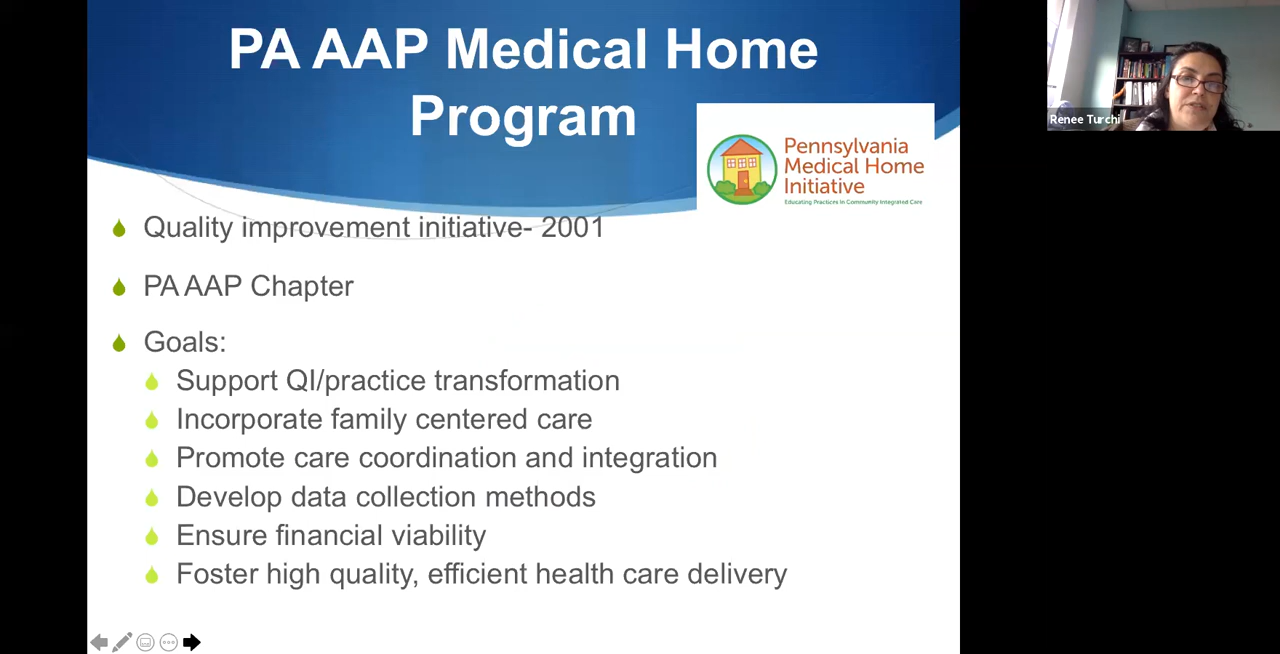 PA AAP Medical Home
Program
Pennsylvania
Medical Home
Initiative
Educating Practices in Community Integrated Care
Renee Turchi
Quality improvement initiative- 2001
PA AAP Chapter
Goals:
Support QI/practice transformation
Incorporate family centered care
Promote care coordination and integration
Develop data collection methods
Ensure financial viability
Foster high quality, efficient health care delivery